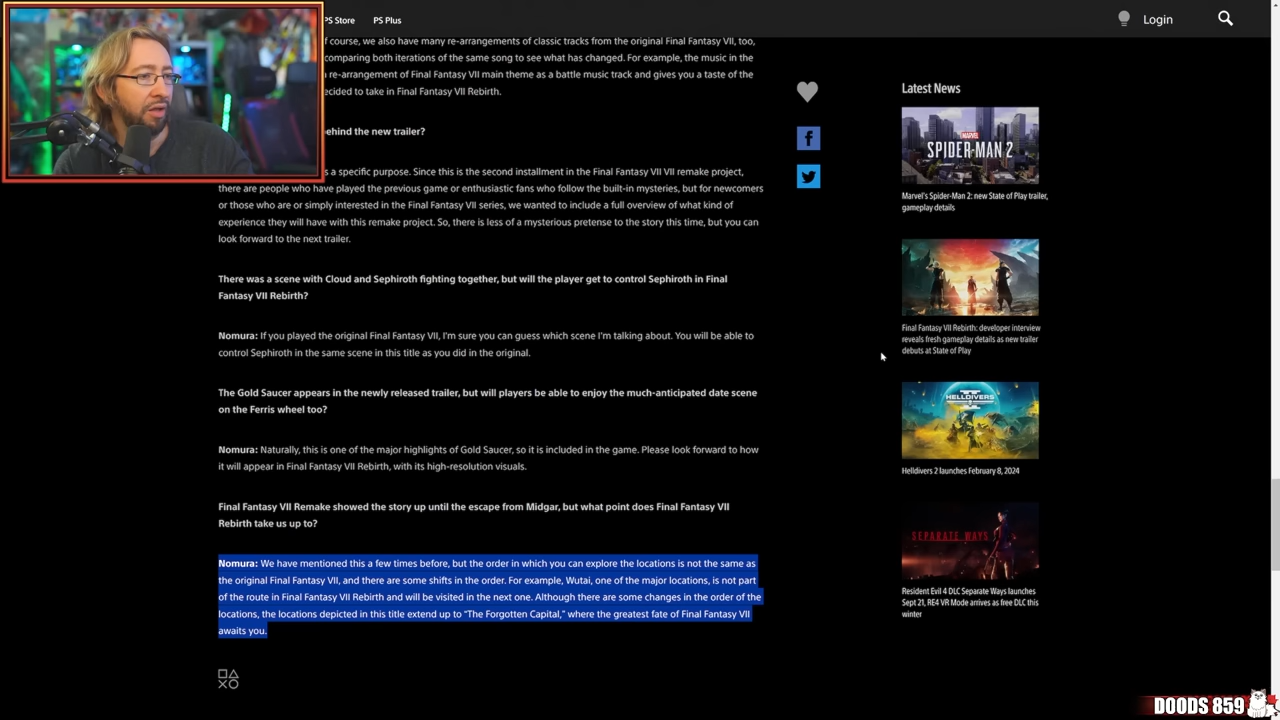 PS Store PS Plus
Login
f course, we also have many re-arrangements of classic tracks from the original Final Fantasy VII, too,
comparing both iterations of the same song to see what has changed. For example, the music in the
re-arrangement of Final Fantasy VII main theme as a battle music track and gives you a taste of the
ecided to take in Final Fantasy VII Rebirth.
behind the new trailer?
s a specific purpose. Since this is the second installment in the Final Fantasy VII VII remake project,
there are people who have played the previous game or enthusiastic fans who follow the built-in mysteries, but for newcomers
or those who are or simply interested in the Final Fantasy VII series, we wanted to include a full overview of what kind of
experience they will have with this remake project. So, there is less of a mysterious pretense to the story this time, but you can
look forward to the next trailer.
There was a scene with Cloud and Sephiroth fighting together, but will the player get to control Sephiroth in Final
Fantasy VII Rebirth?
Nomura: If you played the original Final Fantasy VII, I'm sure you can guess which scene I'm talking about. You will be able to
control Sephiroth in the same scene in this title as you did in the original.
The Gold Saucer appears in the newly released trailer, but will players be able to enjoy the much-anticipated date scene
on the Ferris wheel too?
Nomura: Naturally, this is one of the major highlights of Gold Saucer, so it is included in the game. Please look forward to how
it will appear in Final Fantasy VII Rebirth, with its high-resolution visuals.
Final Fantasy VII Remake showed the story up until the escape from Midgar, but what point does Final Fantasy VII
Rebirth take us up to?
Nomura: We have mentioned this a few times before, but the order in which you can explore the locations is not the same as
the original Final Fantasy VII, and there are some shifts in the order. For example, Wutai, one of the major locations, is not part
of the route in Final Fantasy VII Rebirth and will be visited in the next one. Although there are some changes in the order of the
locations, the locations depicted in this title extend up to “The Forgotten Capital,” where the greatest fate of Final Fantasy VII
awaits you.
Latest News
MARVEL
SPIDER-MAN 2
Marvel's Spider-Man 2: new State of Play trailer,
gameplay details
Final Fantasy VII Rebirth: developer interview
reveals fresh gameplay details as new trailer
debuts at State of Play
HELLDIVERS
II
Helldivers 2 launches February 8, 2024
SEPARATE WAYS
Resident Evil 4 DLC Separate Ways launches
Sept 21, RE4 VR Mode arrives as free DLC this
winter
DOODS 859